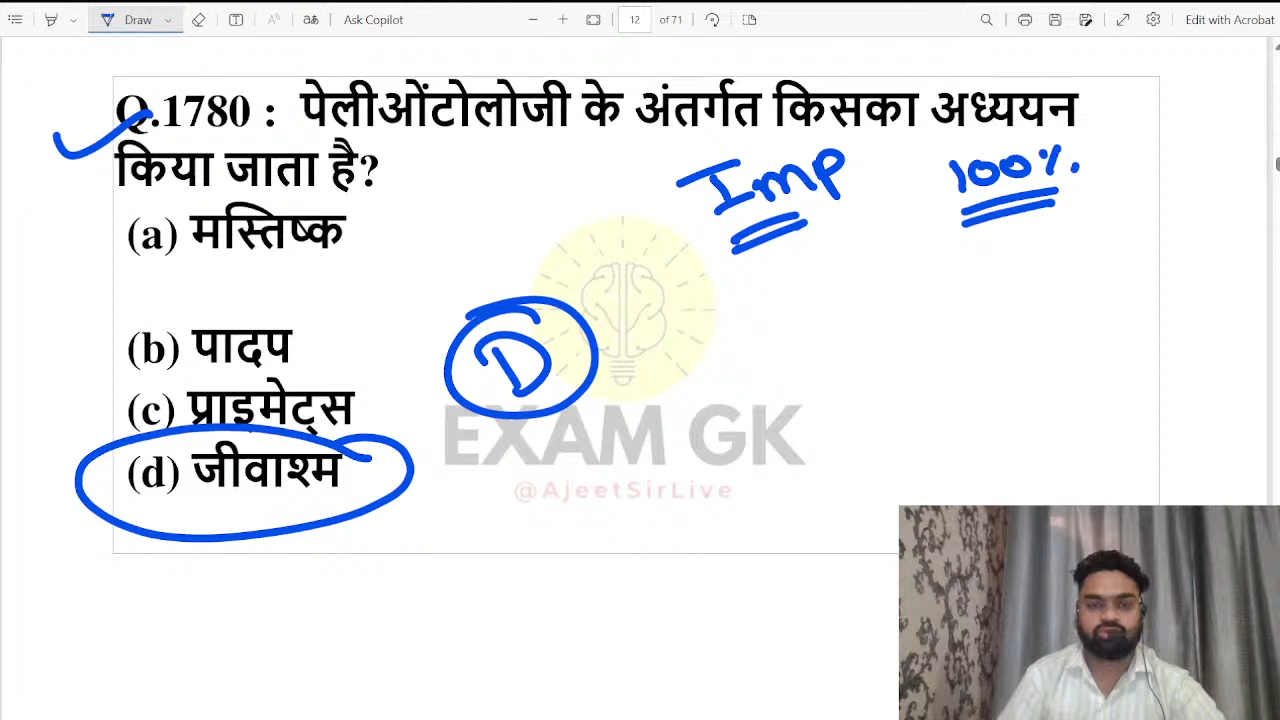 Draw
Ask Copilot
12 of 71
Edit with Acrobat
Q.1780 : पेलीओंटोलोजी के अंतर्गत किसका अध्ययन
किया जाता है?
Imp 100%.
(a) मस्तिष्क
(b) पादप
D
(c) प्राइमेट्स
(d) जीवाश्म
EXAM GK
@AjeetSirLive